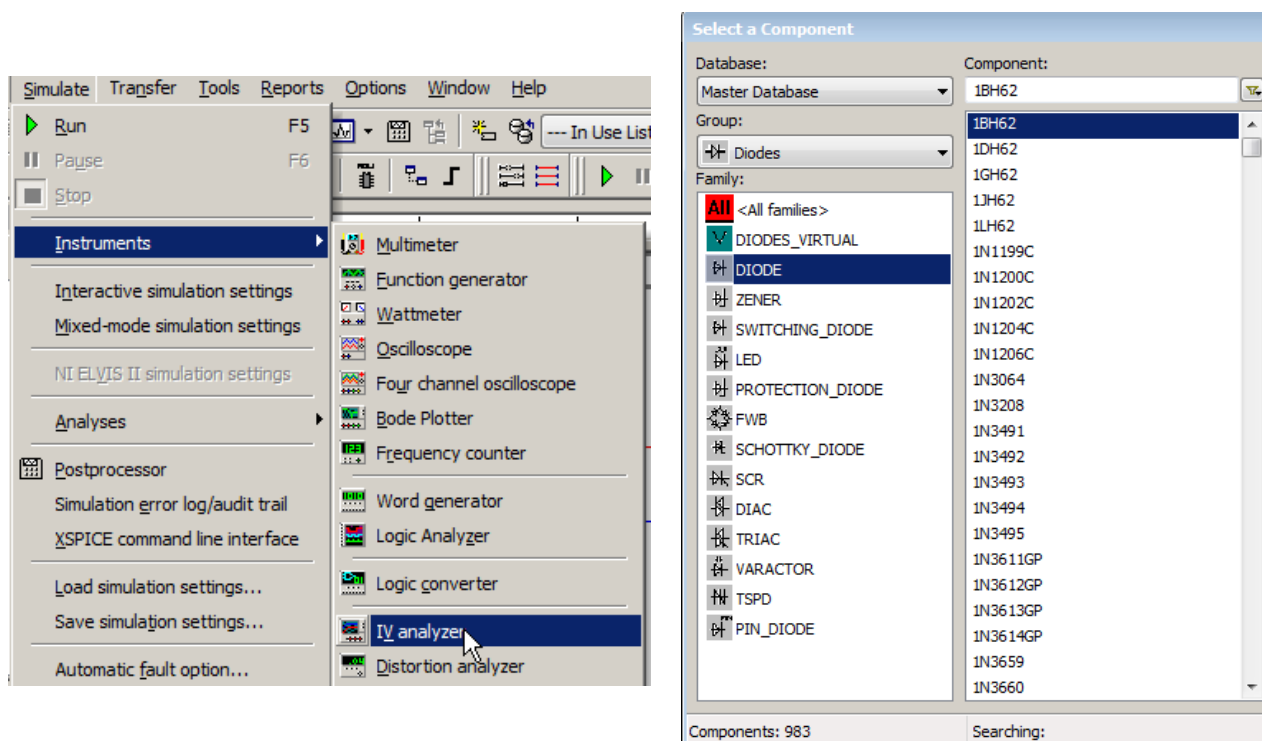 Simulate Transfer Tools Reports Options Window Help
Run F5
Pause F6
Stop
Instruments
Interactive simulation settings
Mixed-mode simulation settings
NI ELVIS II simulation settings
Analyses
Postprocessor
Simulation error log/audit trail
XSPICE command line interface
Load simulation settings...
Save simulation settings...
Automatic fault option...
--- In Use List
Multimeter
Function generator
Wattmeter
Oscilloscope
Four channel oscilloscope
Bode Plotter
Frequency counter
Word generator
Logic Analyzer
Logic converter
IV analyzer
Distortion analyzer
Select a Component
Database:
Master Database
Group:
Diodes
Family:
All <All families>
DIODES_VIRTUAL
DIODE
ZENER
SWITCHING_DIODE
LED
PROTECTION_DIODE
FWB
SCHOTTKY_DIODE
SCR
DIAC
TRIAC
VARACTOR
TSPD
PIN_DIODE
Components: 983
Component:
1BH62
1BH62
1DH62
1GH62
1JH62
1LH62
1N1199C
1N1200C
1N1202C
1N1204C
1N1206C
1N3064
1N3208
1N3491
1N3492
1N3493
1N3494
1N3495
1N3611GP
1N3612GP
1N3613GP
1N3614GP
1N3659
1N3660
Searching: